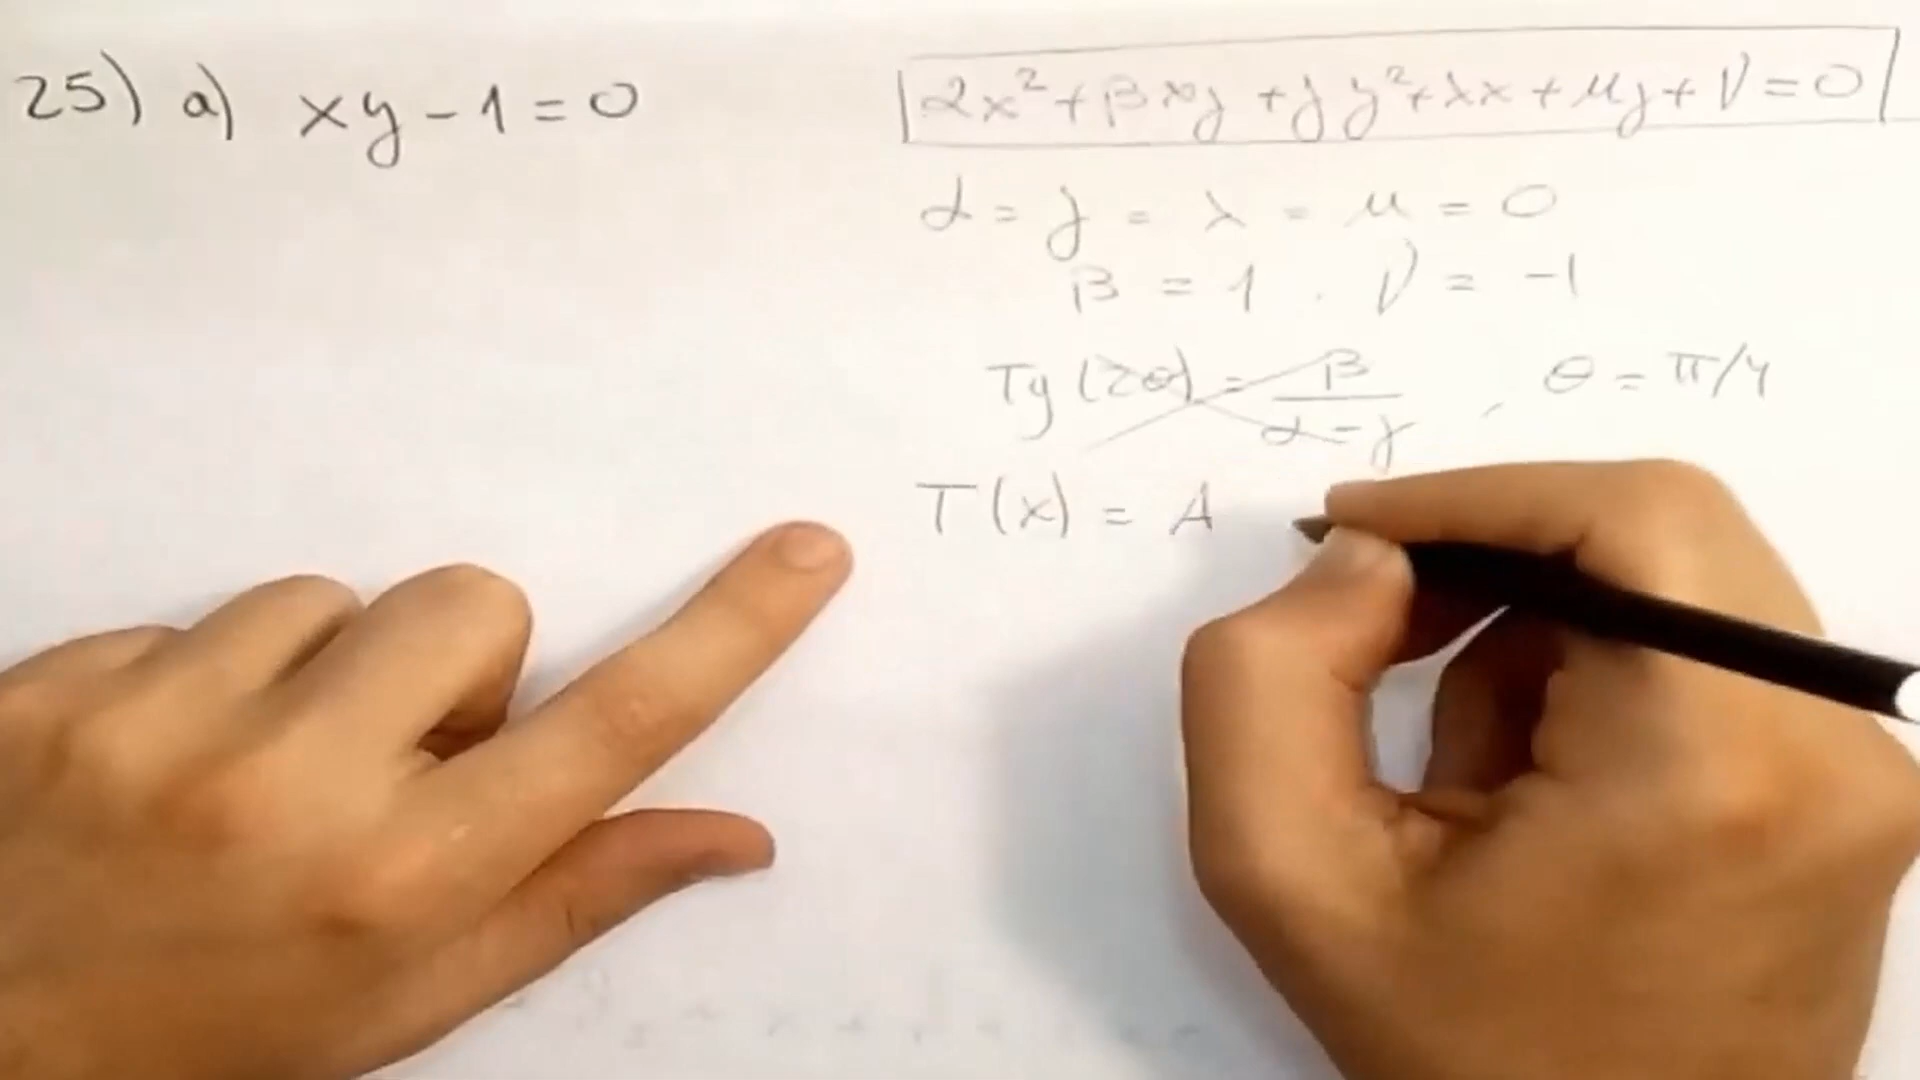 25) a) xy - 1 = 0
αx² + βxy + γy² + λx + μy + ν = 0
α = γ = λ = μ = 0
β = 1 . ν = -1
Tg (2θ) = β / α - γ , θ = π/4
T(x) = A